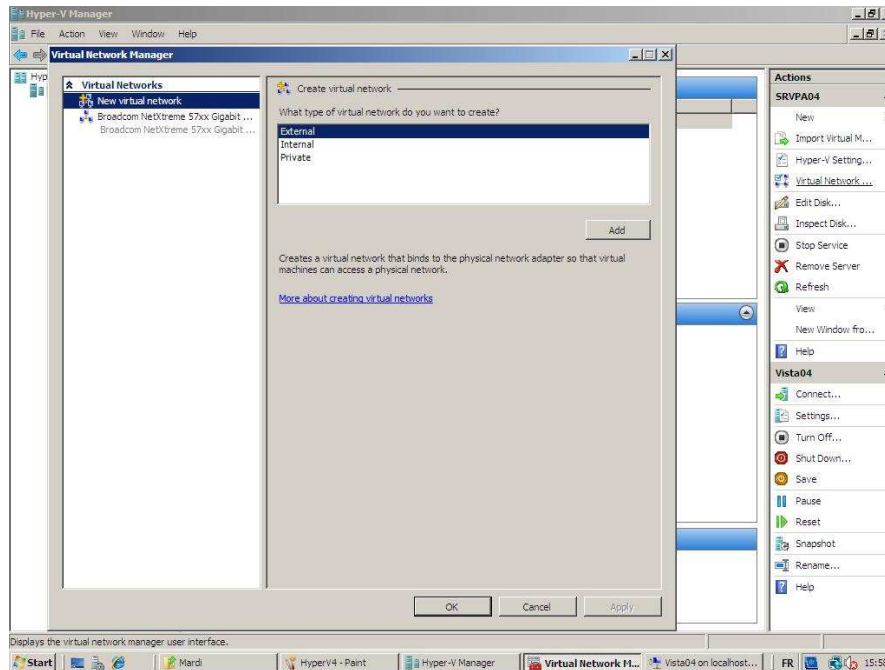 Hyper-V Manager
File Action View Window Help
Virtual Network Manager
Hyp
Virtual Networks
New virtual network
Broadcom NetXtreme 57xx Gigabit ...
Broadcom NetXtreme 57xx Gigabit ...
Create virtual network
What type of virtual network do you want to create?
External
Internal
Private
Add
Creates a virtual network that binds to the physical network adapter so that virtual
machines can access a physical network.
More about creating virtual networks
OK Cancel Apply
Actions
SRVPA04
New
Import Virtual M...
Hyper-V Setting...
Virtual Network ...
Edit Disk...
Inspect Disk...
Stop Service
Remove Server
Refresh
View
New Window fro...
Help
Vista04
Connect...
Settings...
Turn Off...
Shut Down...
Save
Pause
Reset
Snapshot
Rename...
Help
Displays the virtual network manager user interface.
Start Mardi HyperV4 - Paint Hyper-V Manager Virtual Network M... Vista04 on localhost... FR